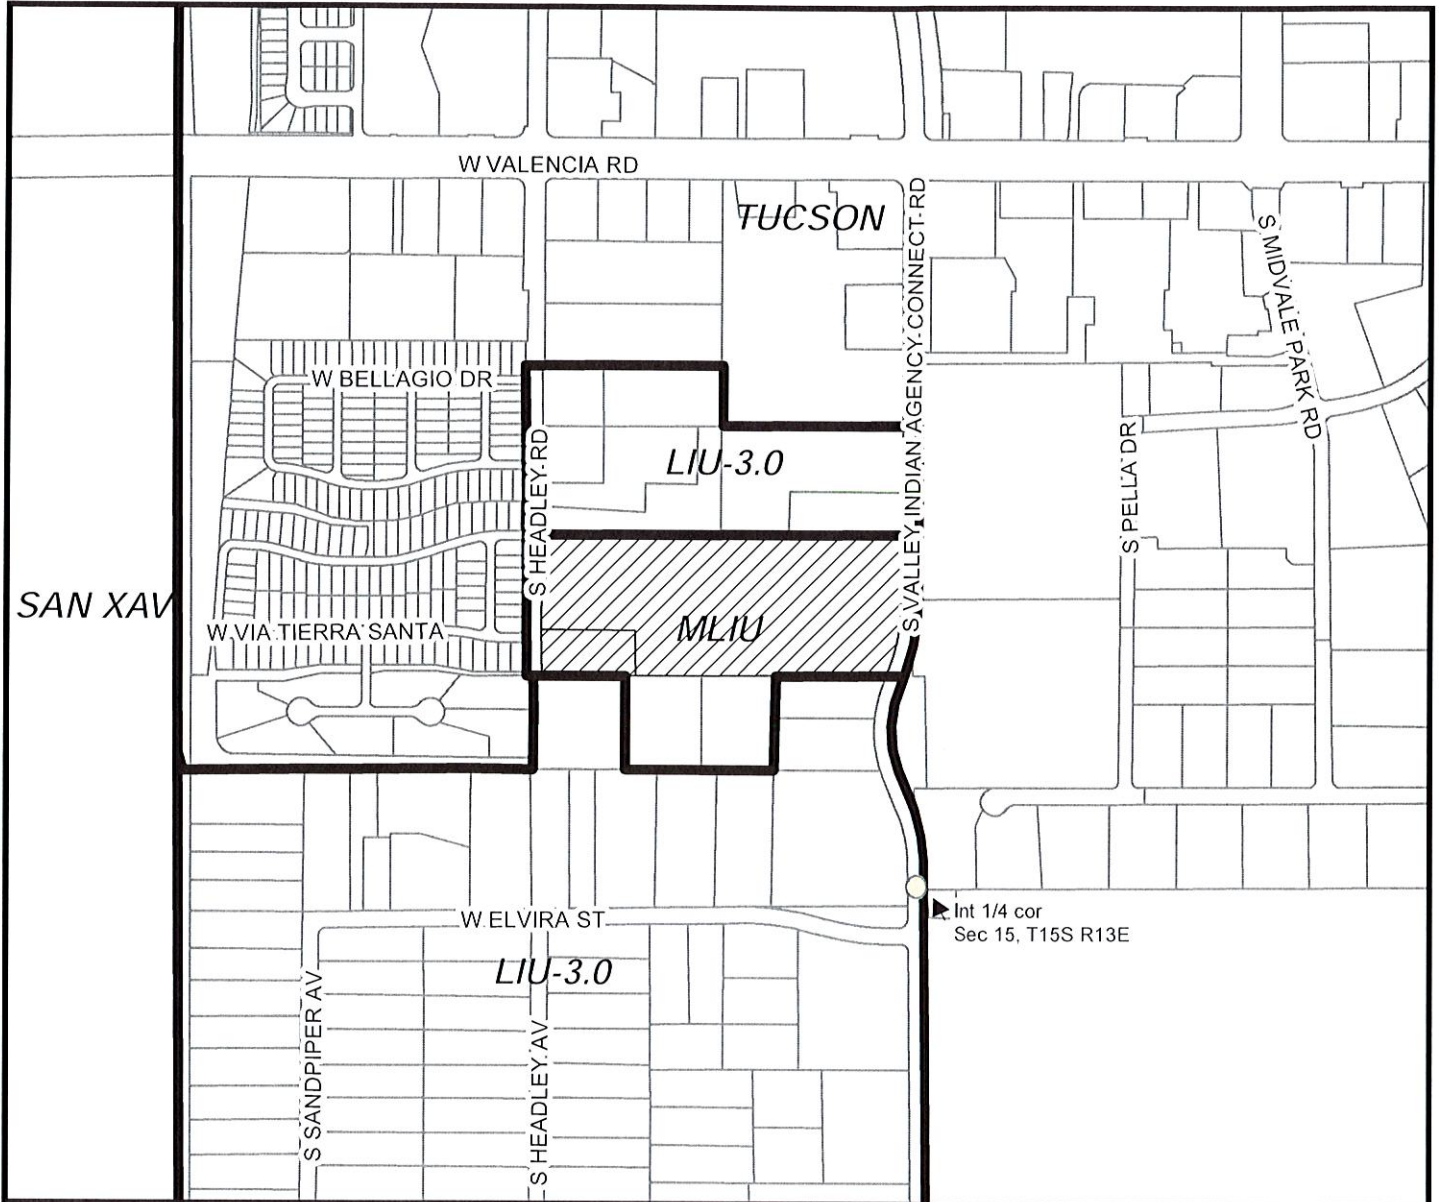 W VALENCIA RD
TUCSON
S VALLEY INDIAN AGENCY CONNECT RD
S MIDVALE PARK RD
W BELLAGIO DR
S HEADLEY RD
LIU-3.0
S PELLA DR
SAN XAV
W VIA TIERRA SANTA
MLIU
Int 1/4 cor
Sec 15, T15S R13E
W ELVIRA ST
LIU-3.0
S SANDPIPER AV
S HEADLEY AV